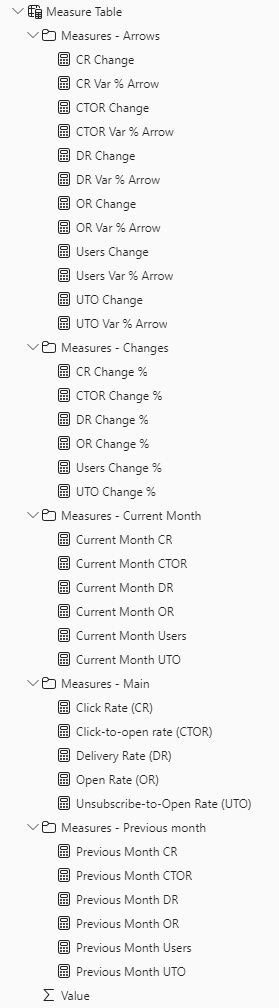 Measure Table
Measures - Arrows
CR Change
CR Var % Arrow
CTOR Change
CTOR Var % Arrow
DR Change
DR Var % Arrow
OR Change
OR Var % Arrow
Users Change
Users Var % Arrow
UTO Change
UTO Var % Arrow
Measures - Changes
CR Change %
CTOR Change %
DR Change %
OR Change %
Users Change %
UTO Change %
Measures - Current Month
Current Month CR
Current Month CTOR
Current Month DR
Current Month OR
Current Month Users
Current Month UTO
Measures - Main
Click Rate (CR)
Click-to-open rate (CTOR)
Delivery Rate (DR)
Open Rate (OR)
Unsubscribe-to-Open Rate (UTO)
Measures - Previous month
Previous Month CR
Previous Month CTOR
Previous Month DR
Previous Month OR
Previous Month Users
Previous Month UTO
Value